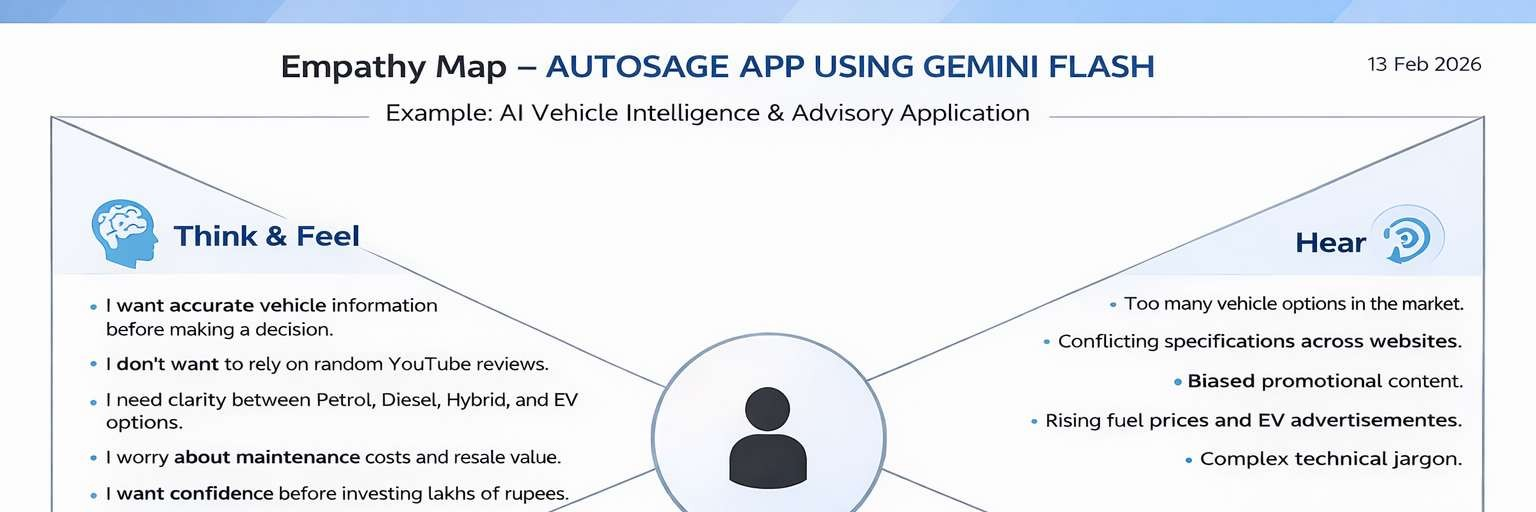 Empathy Map – AUTOSAGE APP USING GEMINI FLASH
13 Feb 2026
Example: AI Vehicle Intelligence & Advisory Application
Think & Feel
• I want accurate vehicle information
before making a decision.
• I don't want to rely on random YouTube reviews.
• I need clarity between Petrol, Diesel, Hybrid, and EV
options.
• I worry about maintenance costs and resale value.
• I want confidence before investing lakhs of rupees.
Hear
• Too many vehicle options in the market.
• Conflicting specifications across websites.
• Biased promotional content.
• Rising fuel prices and EV advertisementes.
• Complex technical jargon.